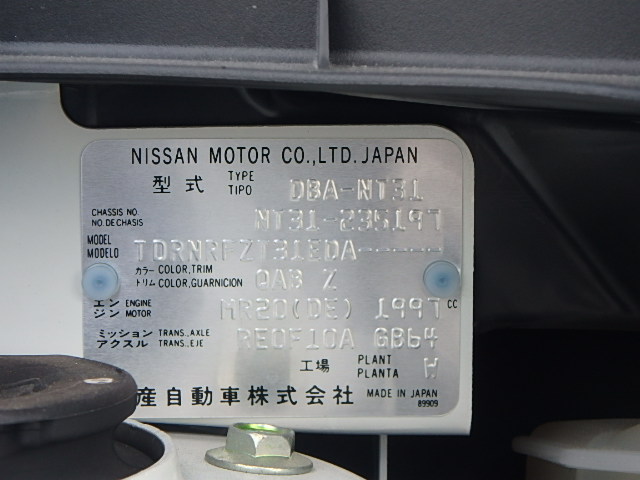 NISSAN MOTOR CO.,LTD. JAPAN
型式 TYPE TIPO DBA-NT31
CHASSIS NO. NO. DE CHASIS NT31-235197
MODEL MODELO TDRNRFZT31EDA-----
カラー COLOR,TRIM トリム COLOR,GUARNICION QAB Z
エンジン ENGINE MOTOR MR20(DE) 1997 CC
ミッション TRANS.,AXLE アクスル TRANS.,EJE RE0F10A GB64
工場 PLANT PLANTA W
産自動車株式会社 MADE IN JAPAN
89909